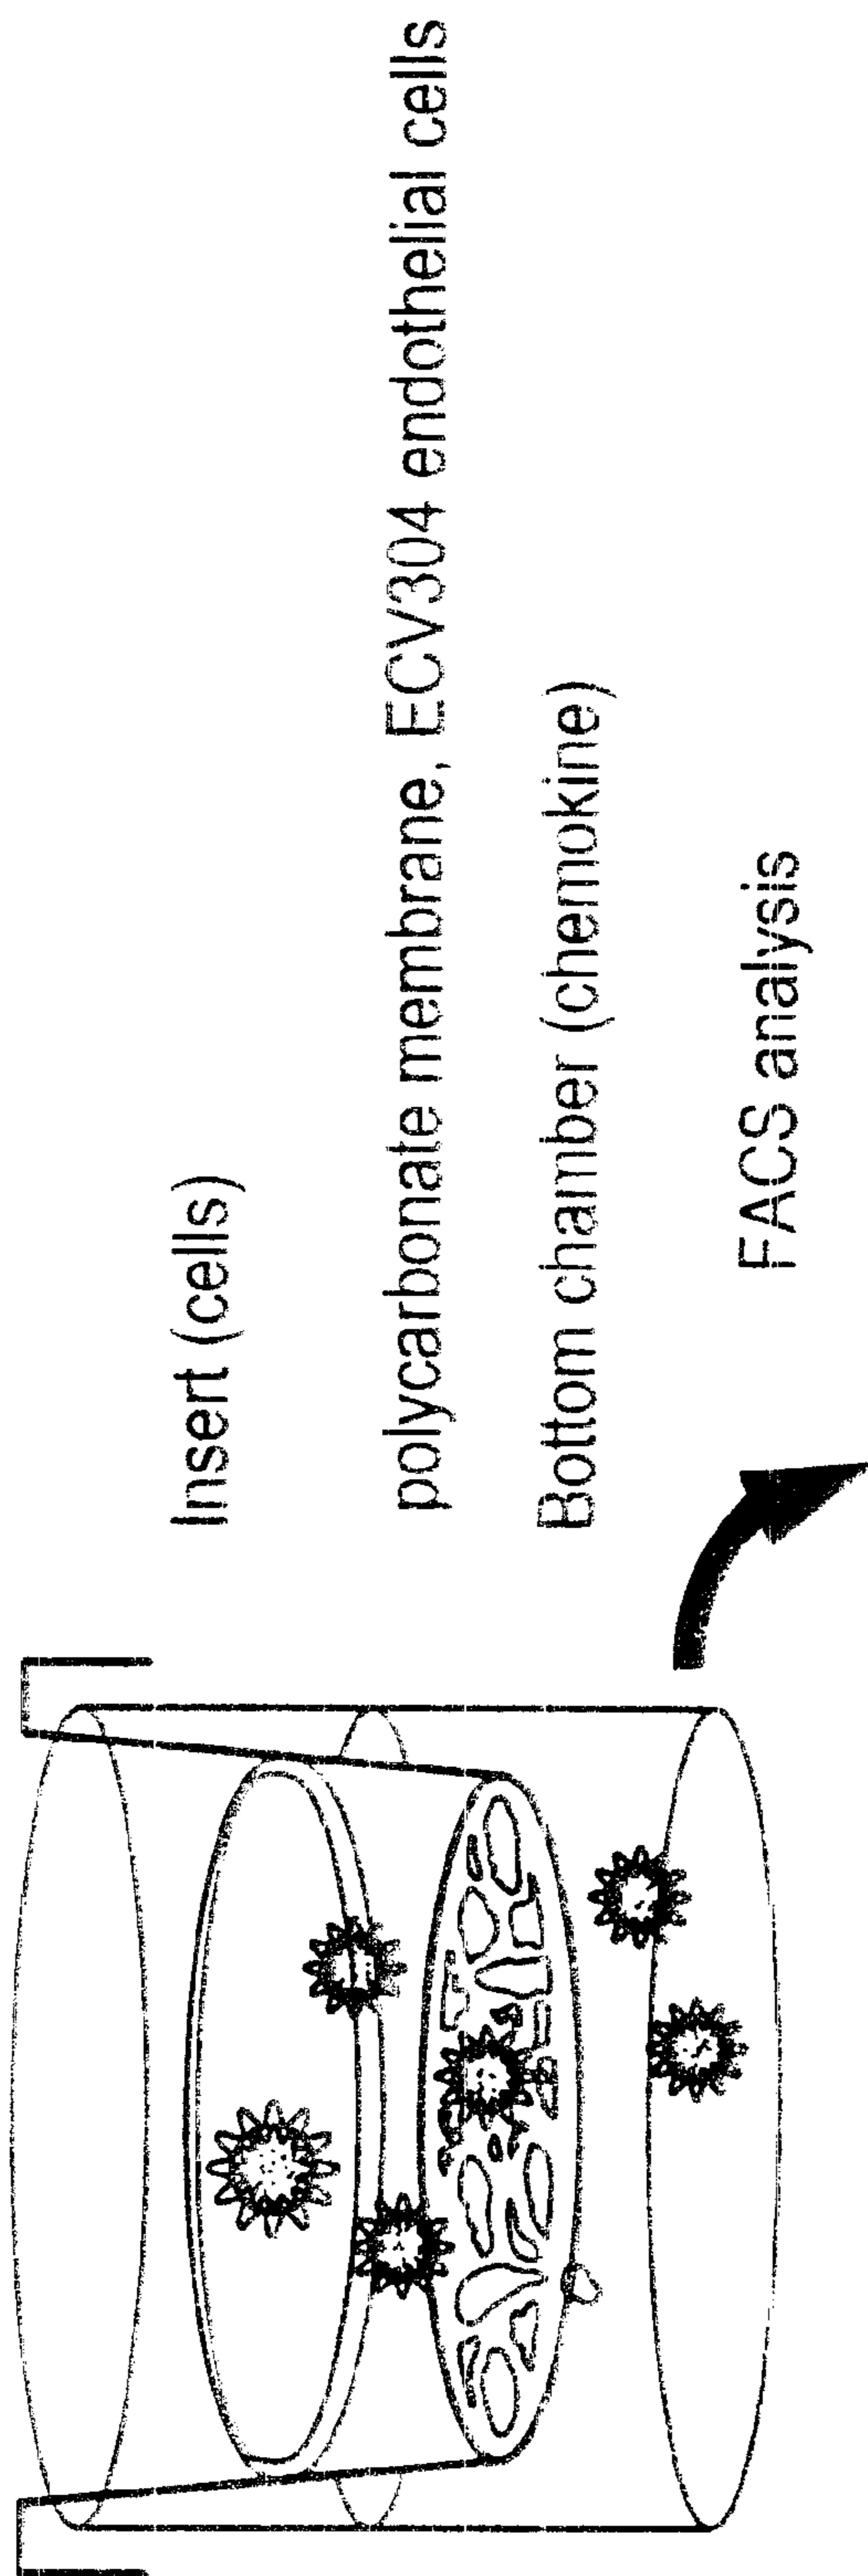 Insert (cells)
polycarbonate membrane, ECV304 endothelial cells
Bottom chamber (chemokine)
FACS analysis